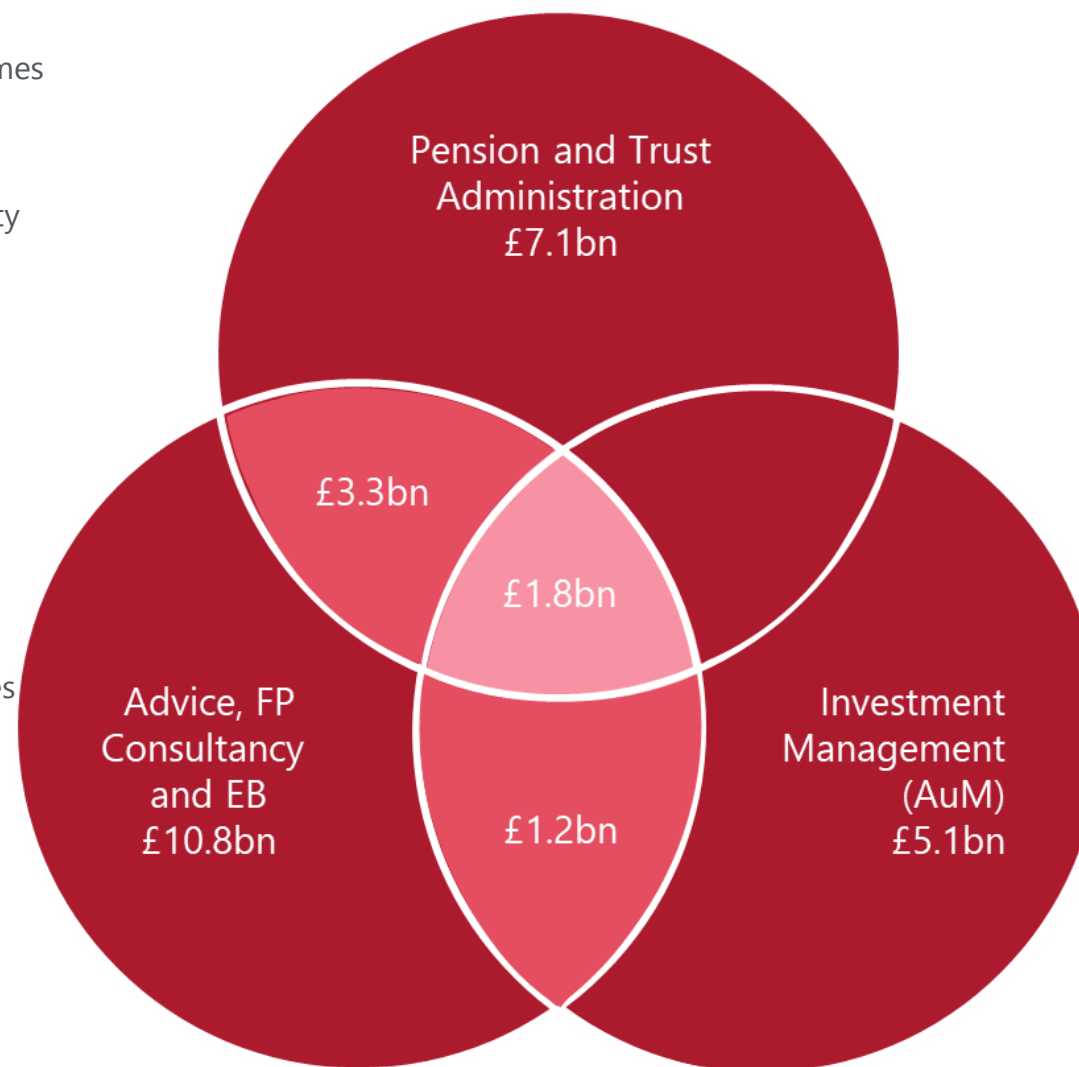 Pension and Trust
Administration
£7.1bn
£3.3bn
£1.8bn
Advice, FP
Consultancy
and EB
£10.8bn
£1.2bn
Investment
Management
(AuM)
£5.1bn